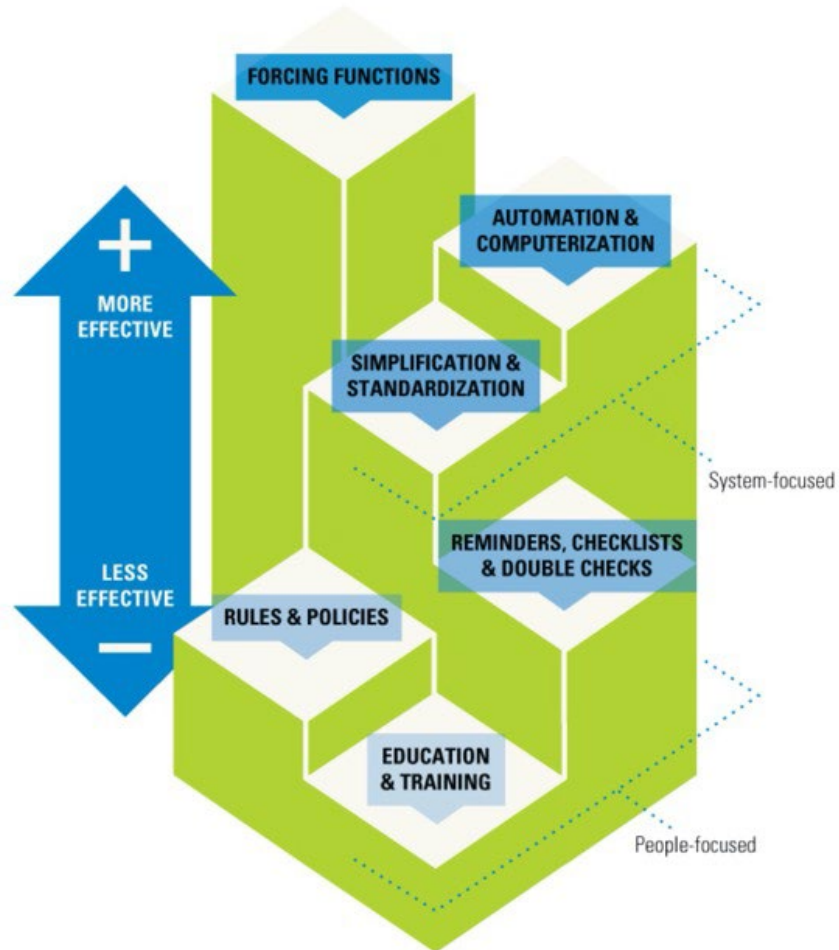 FORCING FUNCTIONS
AUTOMATION &
COMPUTERIZATION
+
MORE
EFFECTIVE
SIMPLIFICATION &
STANDARDIZATION
System-focused
REMINDERS, CHECKLISTS
& DOUBLE CHECKS
LESS
EFFECTIVE
–
RULES & POLICIES
EDUCATION
& TRAINING
People-focused